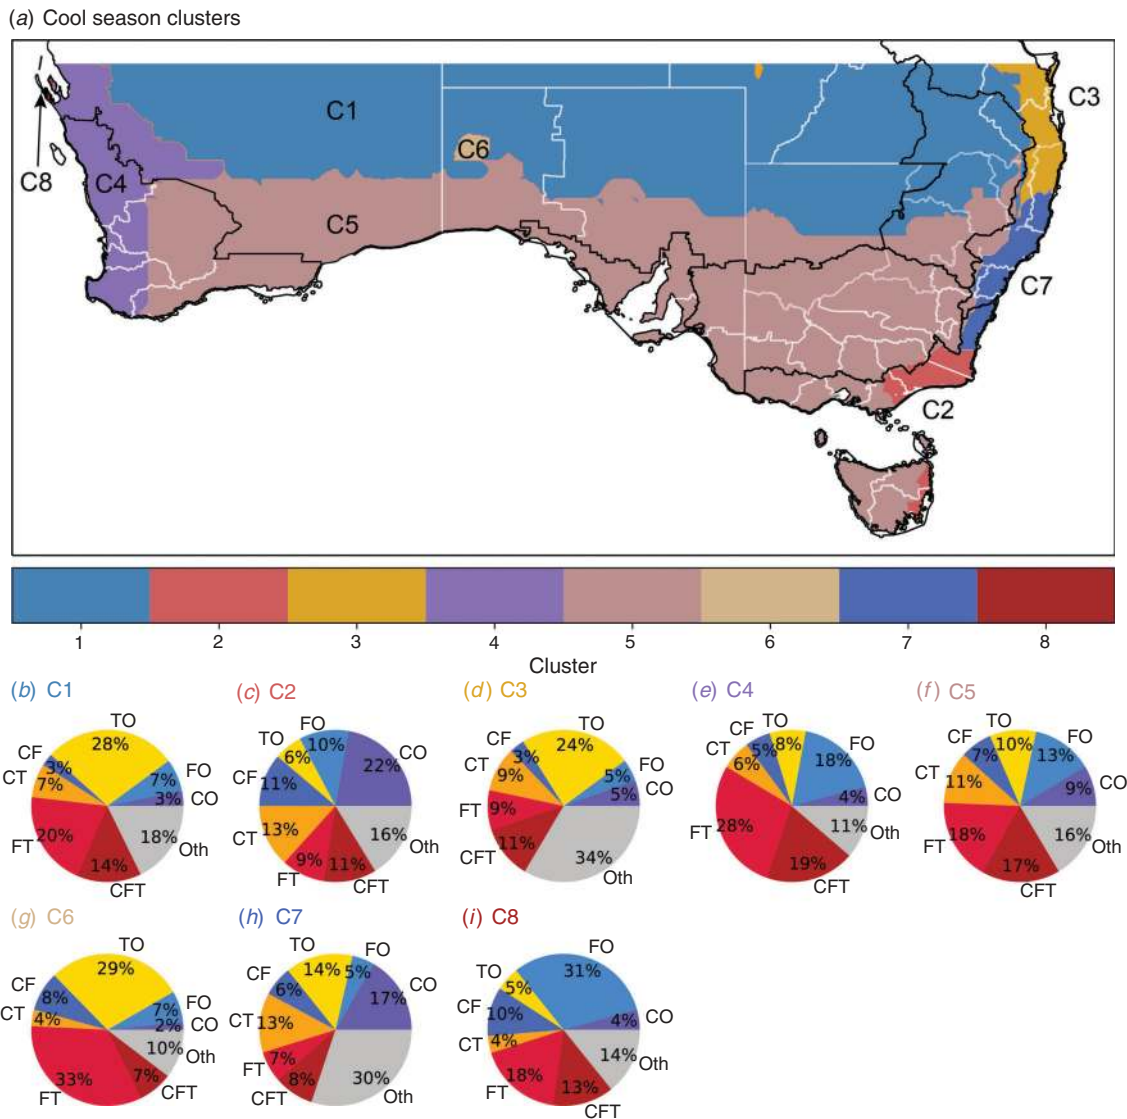 (a) Cool season clusters
C1
C3
C6
C8
C4
C5
C7
C2
1 2 3 4 5 6 7 8
Cluster
(b) C1
TO
28%
CF
3%
FO
7%
CT
7%
3%
CO
20%
FT
18%
Oth
14%
CFT
(c) C2
FO
TO
10%
6%
CO
22%
CF
11%
CT
13%
16%
Oth
9%
FT
11%
CFT
(d) C3
TO
CF
24%
3%
CT
9%
FO
5%
5%
CO
FT
9%
11%
CFT
34%
Oth
(e) C4
TO
CF
8%
5%
CT
6%
FO
18%
4%
CO
FT
28%
11%
Oth
19%
CFT
(f) C5
TO
CF
10%
7%
FO
13%
CT
11%
9%
CO
FT
18%
16%
Oth
17%
CFT
(g) C6
TO
29%
CF
8%
FO
7%
CT
4%
2%
CO
10%
Oth
33%
FT
7%
CFT
(h) C7
TO
FO
14%
5%
CF
6%
CO
17%
CT
13%
7%
FT
8%
CFT
30%
Oth
(i) C8
FO
TO
31%
5%
CF
10%
4%
CO
CT
4%
14%
Oth
18%
FT
13%
CFT